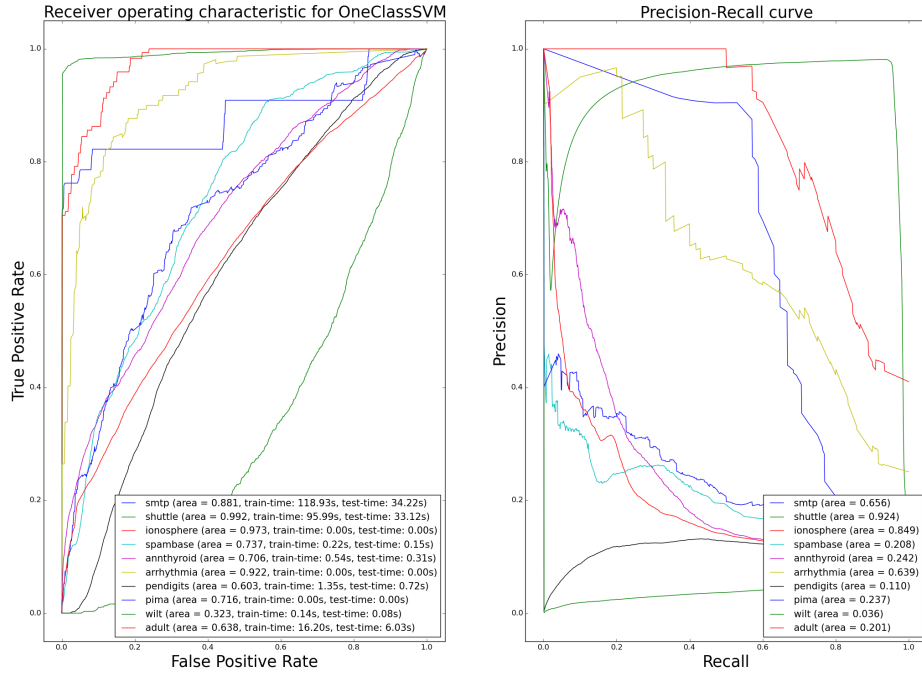 Receiver operating characteristic for OneClassSVM
True Positive Rate
1.0
0.8
0.6
0.4
0.2
0.0
0.0
0.2
0.4
0.6
0.8
1.0
False Positive Rate
smtp (area = 0.881, train-time: 118.93s, test-time: 34.22s)
shuttle (area = 0.992, train-time: 95.99s, test-time: 33.12s)
ionosphere (area = 0.973, train-time: 0.00s, test-time: 0.00s)
spambase (area = 0.737, train-time: 0.22s, test-time: 0.15s)
annthyroid (area = 0.706, train-time: 0.54s, test-time: 0.31s)
arrhythmia (area = 0.922, train-time: 0.00s, test-time: 0.00s)
pendigits (area = 0.603, train-time: 1.35s, test-time: 0.72s)
pima (area = 0.716, train-time: 0.00s, test-time: 0.00s)
wilt (area = 0.323, train-time: 0.14s, test-time: 0.08s)
adult (area = 0.638, train-time: 16.20s, test-time: 6.03s)
Precision-Recall curve
Precision
1.0
0.8
0.6
0.4
0.2
0.0
0.0
0.2
0.4
0.6
0.8
1.0
Recall
smtp (area = 0.656)
shuttle (area = 0.924)
ionosphere (area = 0.849)
spambase (area = 0.208)
annthyroid (area = 0.242)
arrhythmia (area = 0.639)
pendigits (area = 0.110)
pima (area = 0.237)
wilt (area = 0.036)
adult (area = 0.201)